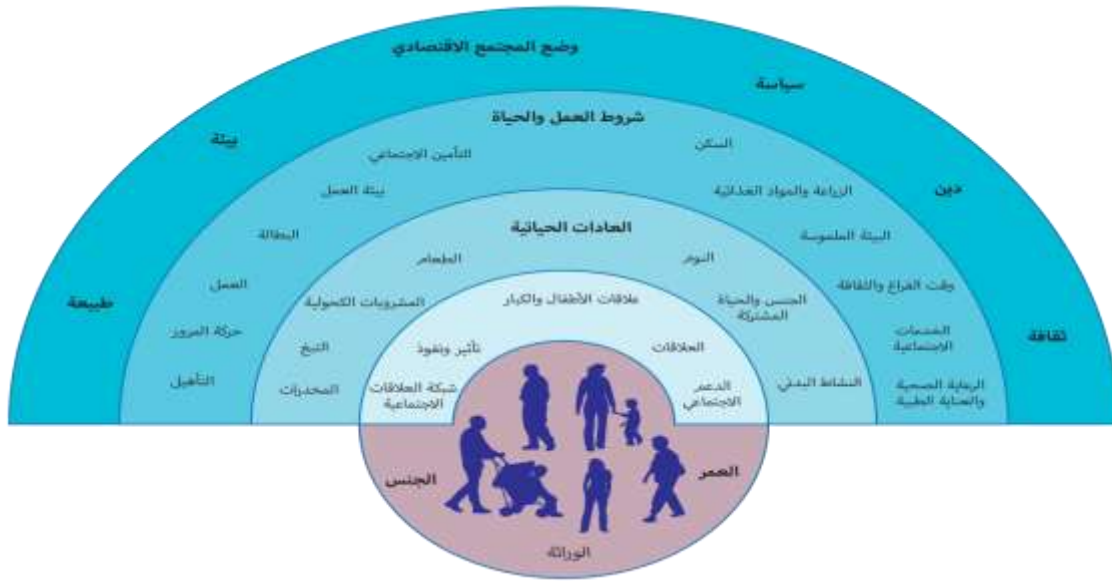 وضع المجتمع الاقتصادي
سياسة
بيئة
دين
طبيعة
ثقافة
شروط العمل والحياة
السكن
التأمين الاجتماعي
الزراعة والمواد الغذائية
بيئة العمل
البيئة الملموسة
البطالة
وقت الفراغ والثقافة
العمل
الخدمات
الاجتماعية
حركة المرور
الرعاية الصحية
والعناية الطبية
التأهيل
العادات الحياتية
النوم
الطعام
الجنس والحياة
المشتركة
المشروبات الكحولية
التبغ
النشاط البدني
المخدرات
علاقات الأطفال والكبار
العلاقات
تأثير ونفوذ
الدعم
الاجتماعي
شبكة العلاقات
الاجتماعية
العمر
الجنس
الوراثة